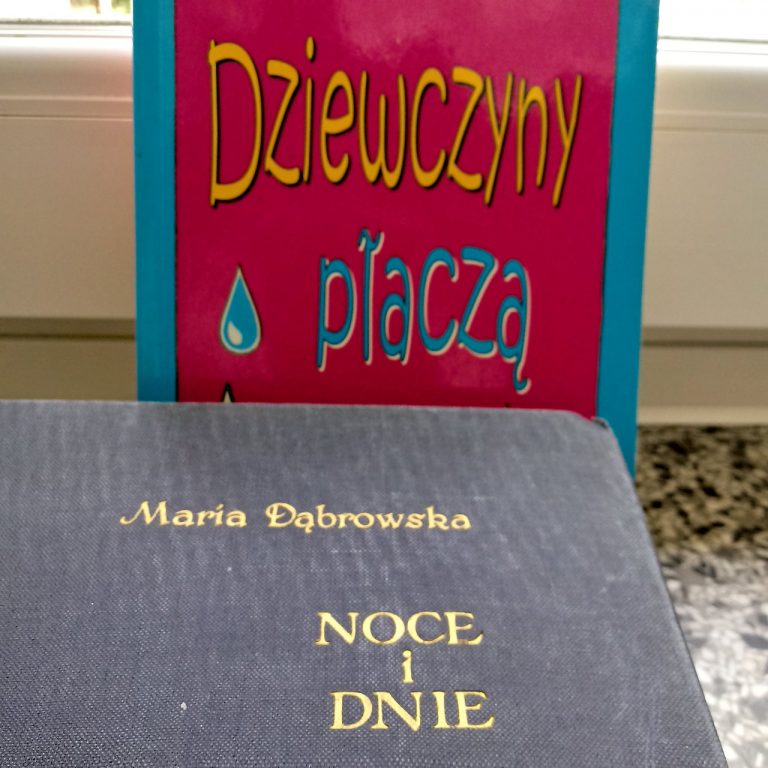 Dziewczyny
płaczą
Maria Dąbrowska
NOCE
i
DNIE